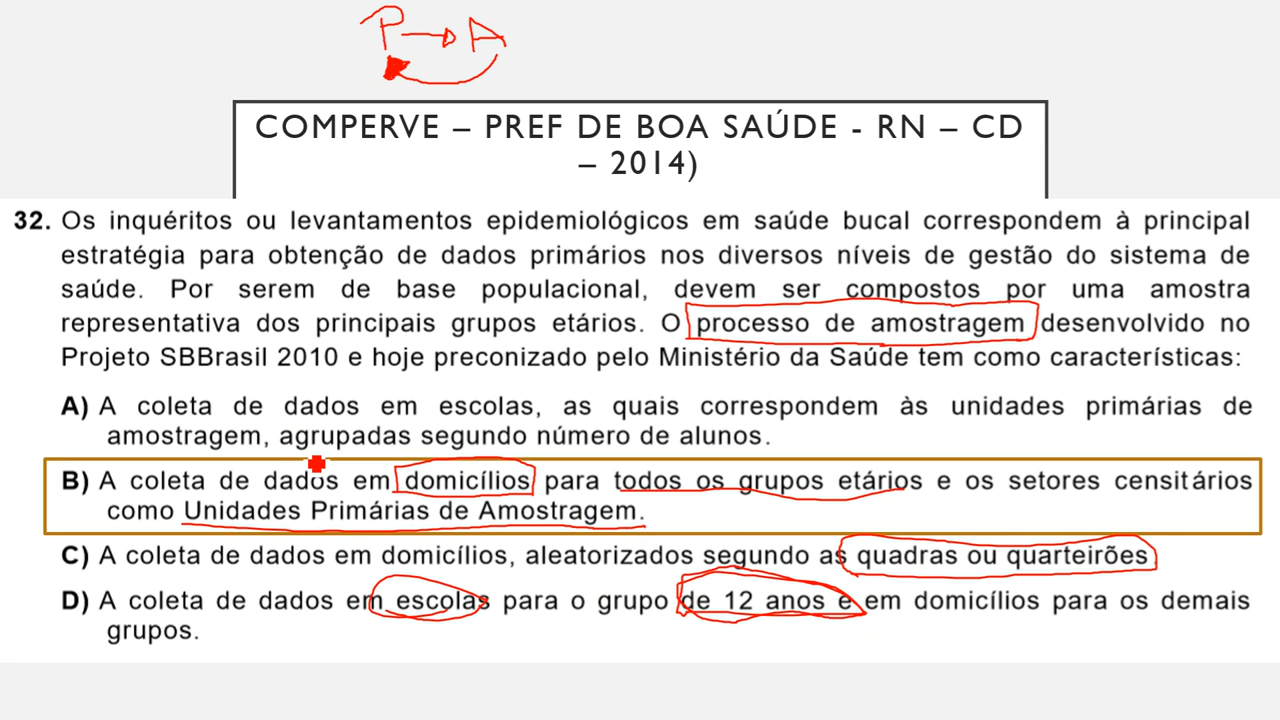 P → A
COMPERVE – PREF DE BOA SAÚDE - RN – CD
– 2014)
32. Os inquéritos ou levantamentos epidemiológicos em saúde bucal correspondem à principal
estratégia para obtenção de dados primários nos diversos níveis de gestão do sistema de
saúde. Por serem de base populacional, devem ser compostos por uma amostra
representativa dos principais grupos etários. O processo de amostragem desenvolvido no
Projeto SBBrasil 2010 e hoje preconizado pelo Ministério da Saúde tem como características:
A) A coleta de dados em escolas, as quais correspondem às unidades primárias de
amostragem, agrupadas segundo número de alunos.
B) A coleta de dados em domicílios para todos os grupos etários e os setores censitários
como Unidades Primárias de Amostragem.
C) A coleta de dados em domicílios, aleatorizados segundo as quadras ou quarteirões
D) A coleta de dados em escolas para o grupo de 12 anos e em domicílios para os demais
grupos.